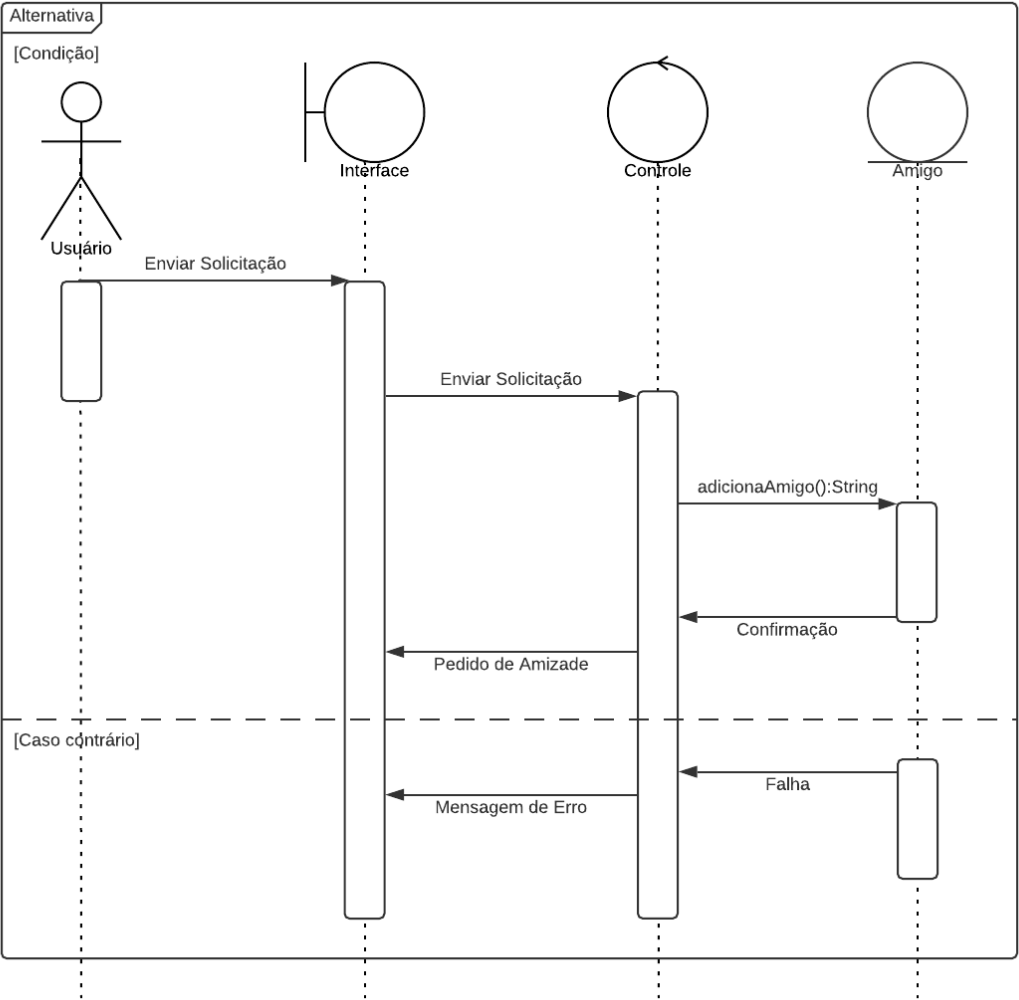 Alternativa
[Condição]
Interface
Controle
Amigo
Usuário
Enviar Solicitação
Enviar Solicitação
adicionaAmigo():String
Confirmação
Pedido de Amizade
[Caso contrário]
Falha
Mensagem de Erro